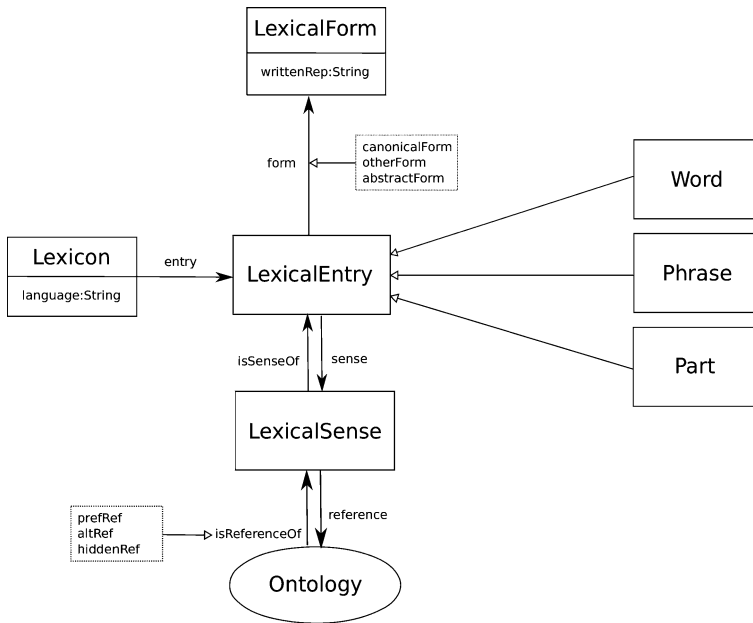 LexicalForm
writtenRep:String
form
canonicalForm
otherForm
abstractForm
Word
Lexicon
language:String
entry
LexicalEntry
Phrase
isSenseOf
sense
Part
LexicalSense
prefRef
altRef
hiddenRef
isReferenceOf
reference
Ontology